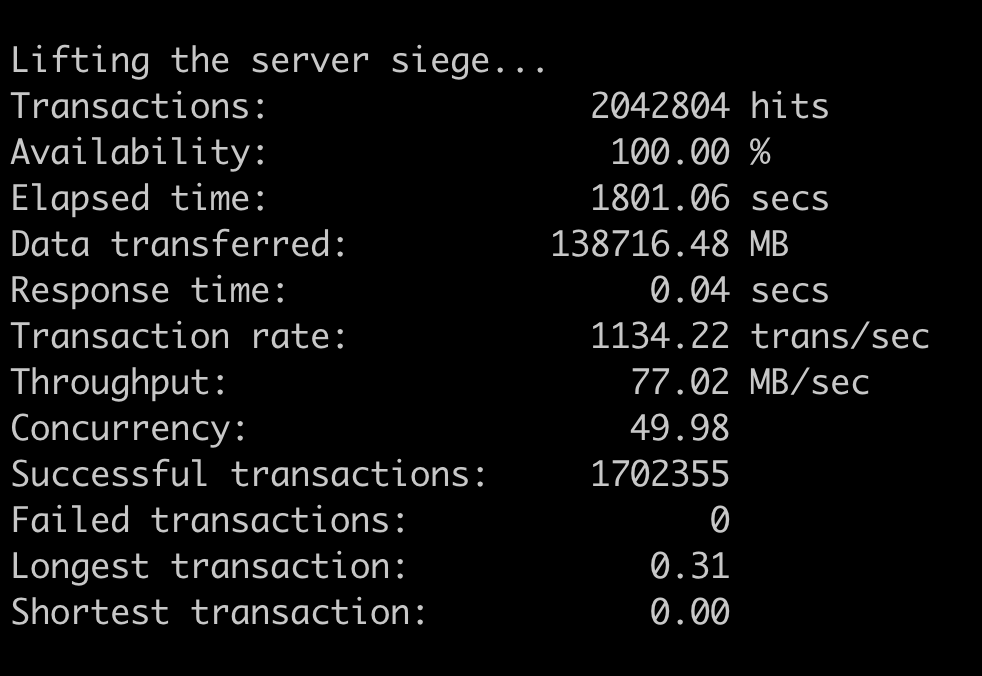 Lifting the server siege...
Transactions: 2042804 hits
Availability: 100.00 %
Elapsed time: 1801.06 secs
Data transferred: 138716.48 MB
Response time: 0.04 secs
Transaction rate: 1134.22 trans/sec
Throughput: 77.02 MB/sec
Concurrency: 49.98
Successful transactions: 1702355
Failed transactions: 0
Longest transaction: 0.31
Shortest transaction: 0.00